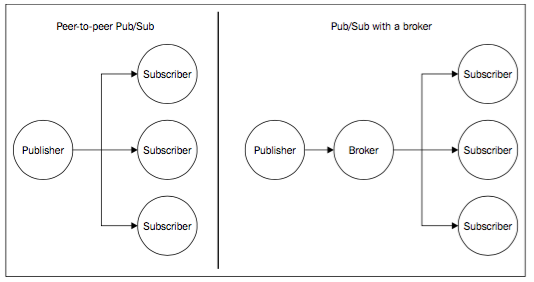 Peer-to-peer Pub/Sub
Subscriber
Publisher
Subscriber
Subscriber
Pub/Sub with a broker
Subscriber
Publisher
Broker
Subscriber
Subscriber